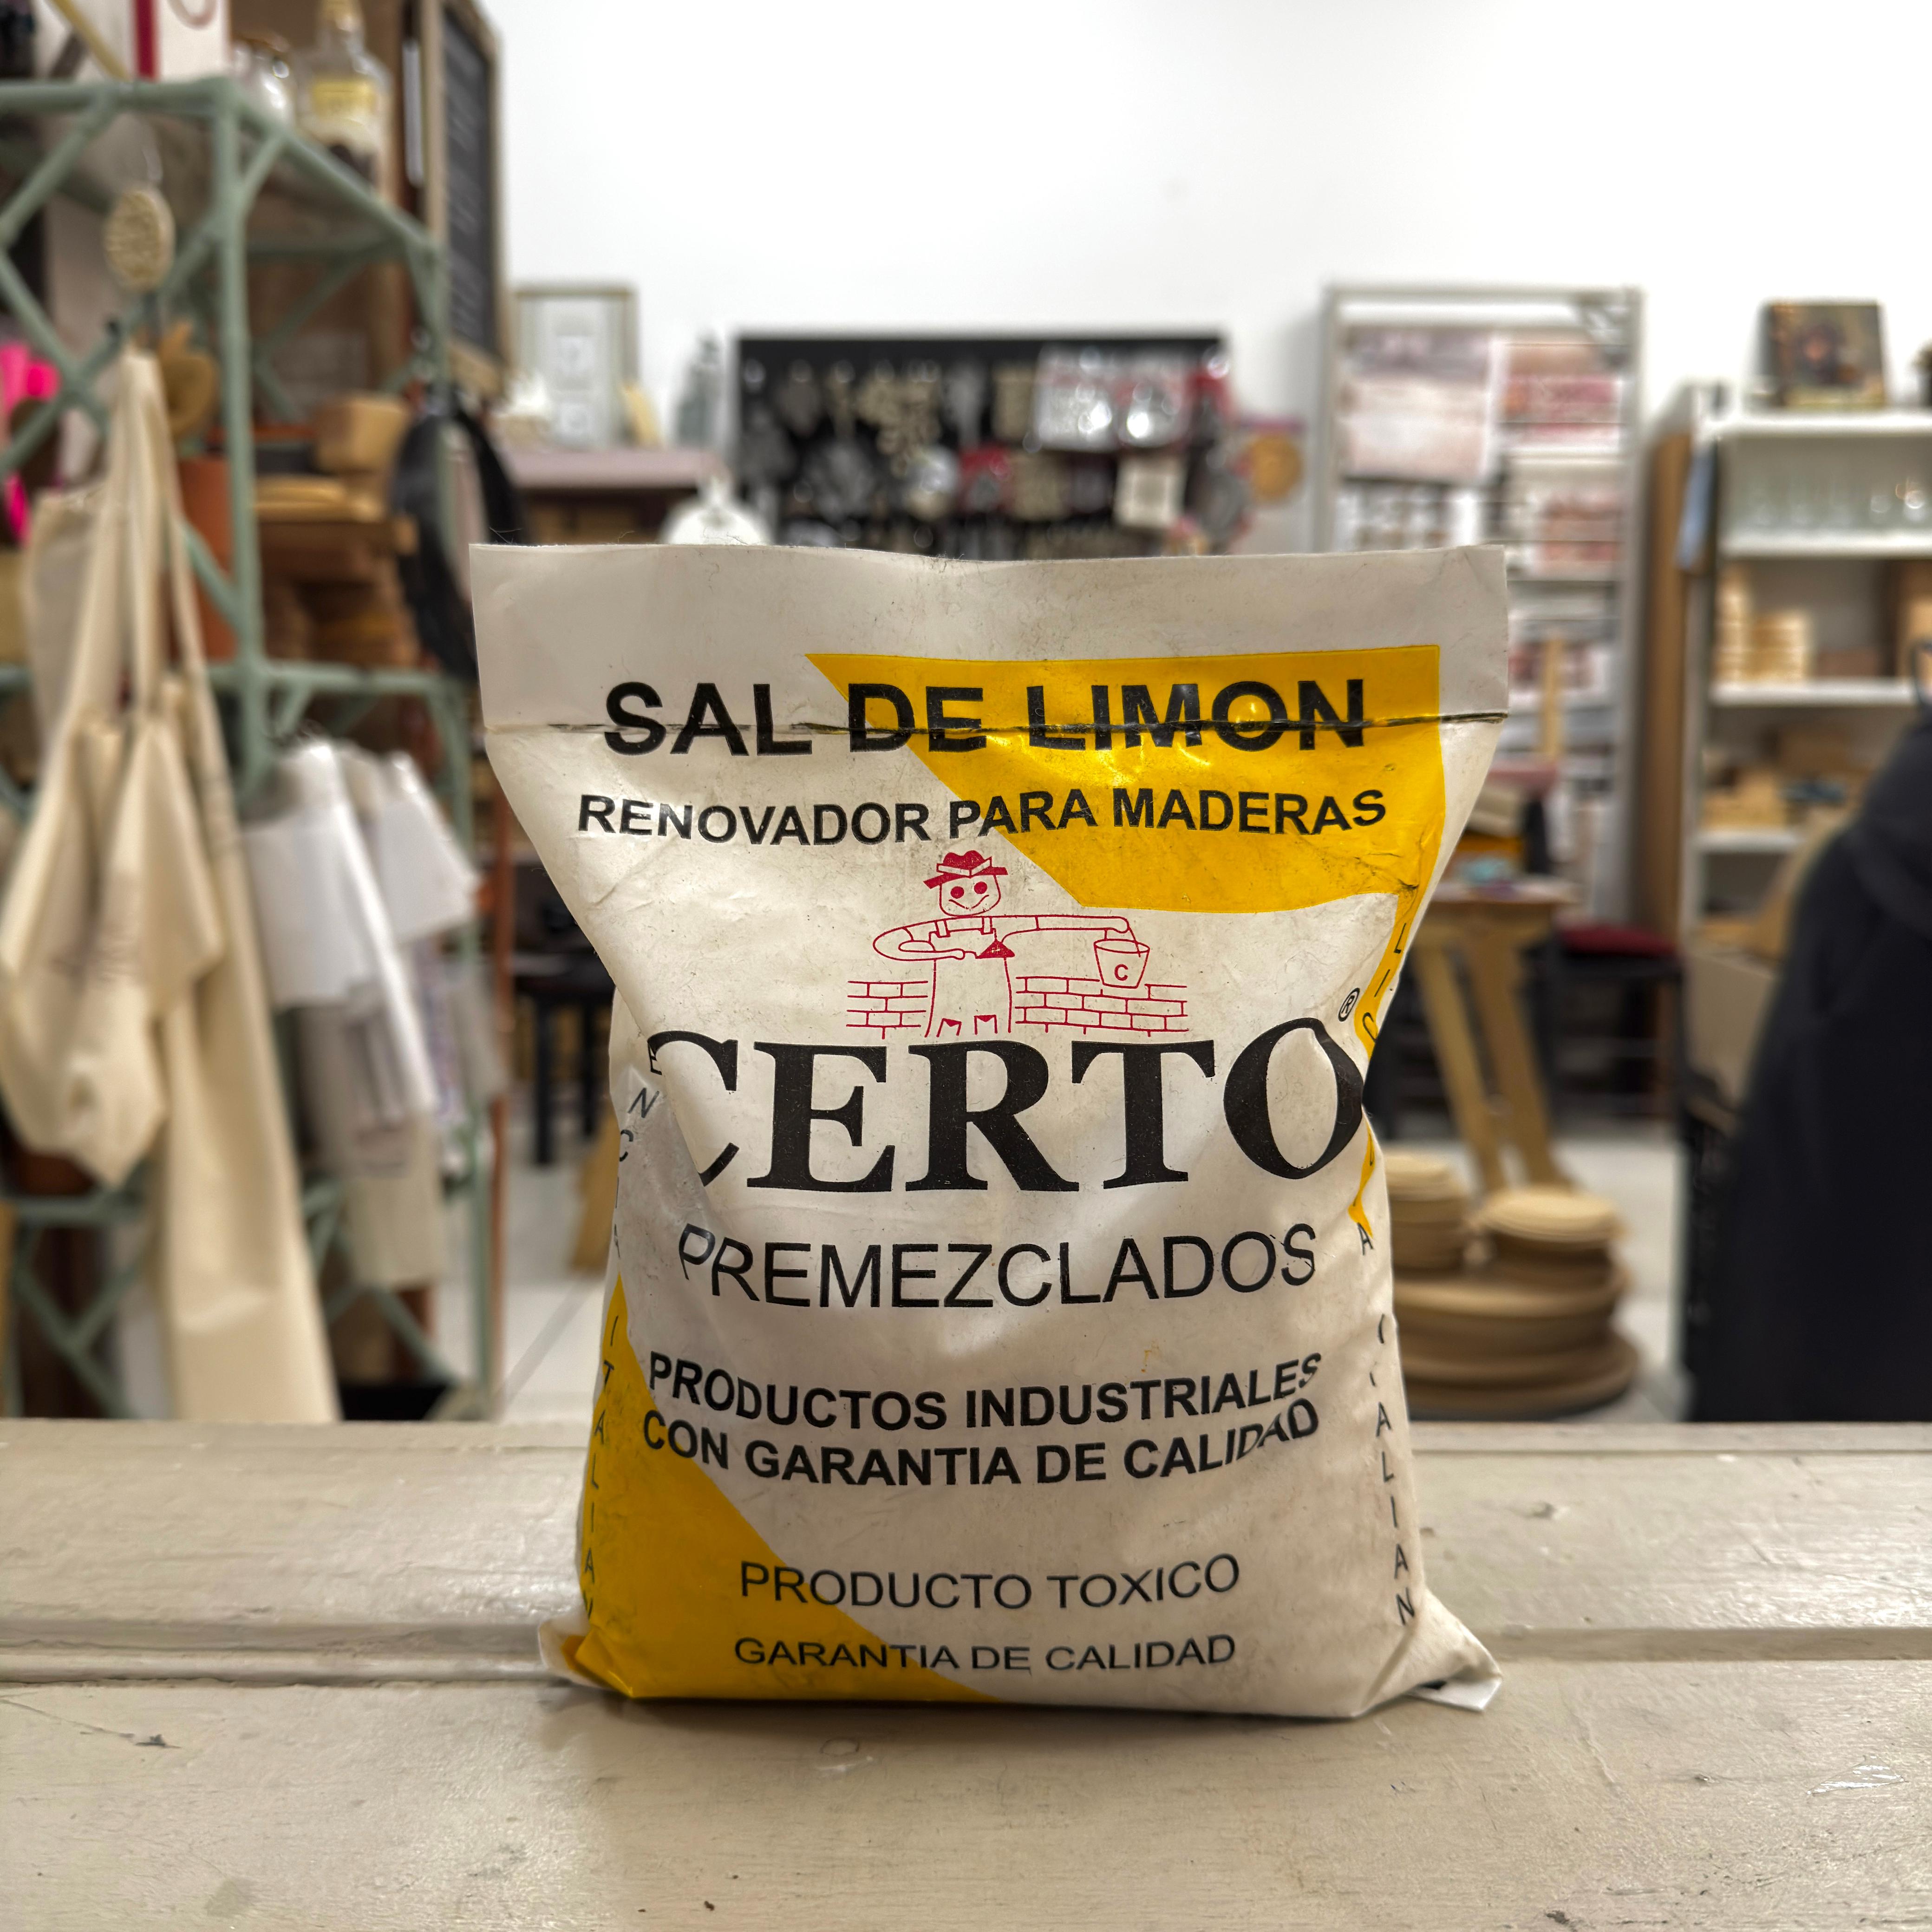 SAL DE LIMON
RENOVADOR PARA MADERAS
C
CERTO®
PREMEZCLADOS
PRODUCTOS INDUSTRIALES
CON GARANTIA DE CALIDAD
PRODUCTO TOXICO
GARANTIA DE CALIDAD